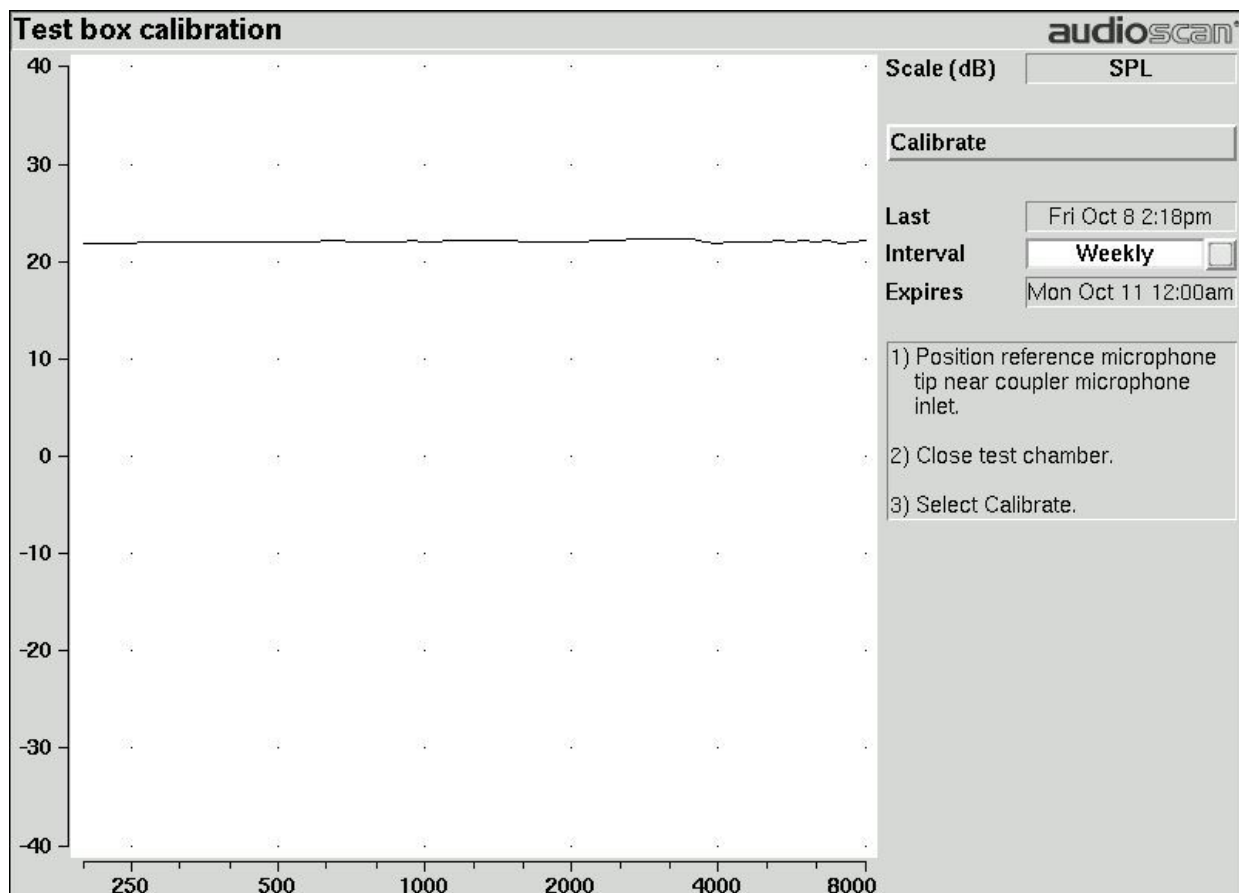 Test box calibration
audioscan
40
30
20
10
0
-10
-20
-30
-40
250
500
1000
2000
4000
8000
Scale (dB)
SPL
Calibrate
Last
Fri Oct 8 2:18pm
Interval
Weekly
Expires
Mon Oct 11 12:00am
1) Position reference microphone
tip near coupler microphone
inlet.
2) Close test chamber.
3) Select Calibrate.